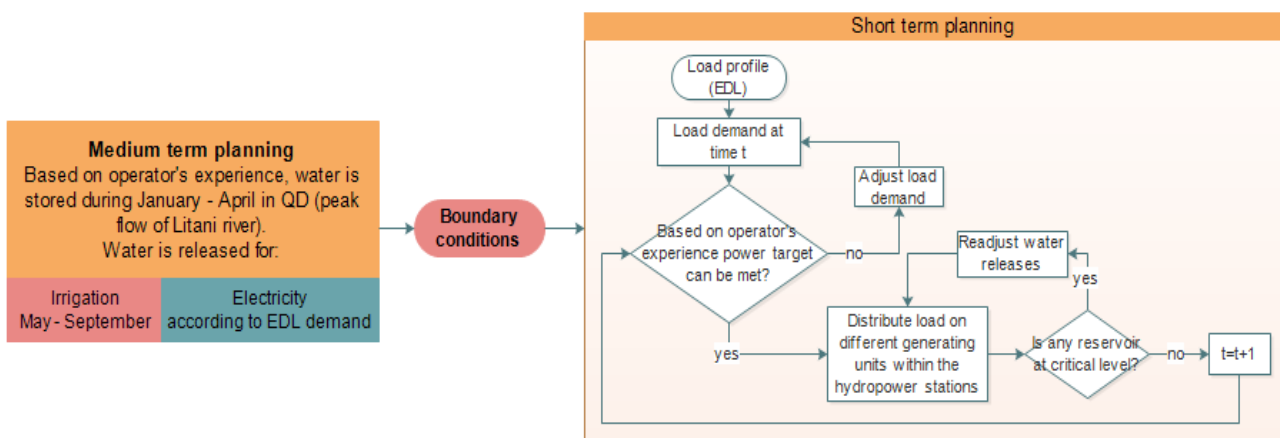 Medium term planning
Based on operator's experience, water is
stored during January - April in QD (peak
flow of Litani river).
Water is released for:
Irrigation
May - September
Electricity
according to EDL demand
Boundary
conditions
Short term planning
Load profile
(EDL)
Load demand at
time t
Adjust load
demand
Based on operator's
experience power target
can be met?
no
yes
Readjust water
releases
yes
Distribute load on
different generating
units within the
hydropower stations
Is any reservoir
at critical level?
no
t=t+1